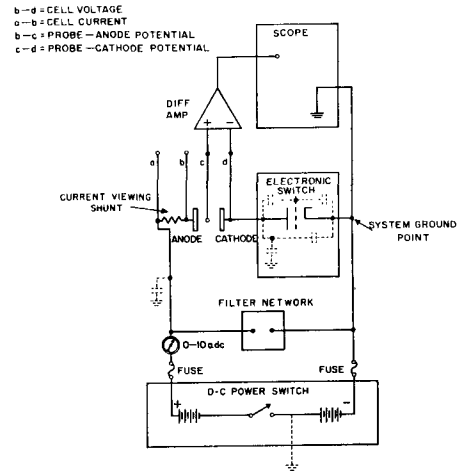 b-d = CELL VOLTAGE
a-b = CELL CURRENT
b-c = PROBE-ANODE POTENTIAL
c-d = PROBE-CATHODE POTENTIAL
SCOPE
DIFF
AMP
+ -
a b c d
ELECTRONIC
SWITCH
CURRENT VIEWING
SHUNT
ANODE CATHODE
SYSTEM GROUND
POINT
FILTER NETWORK
0-10 adc
FUSE FUSE
D-C POWER SWITCH
+ -